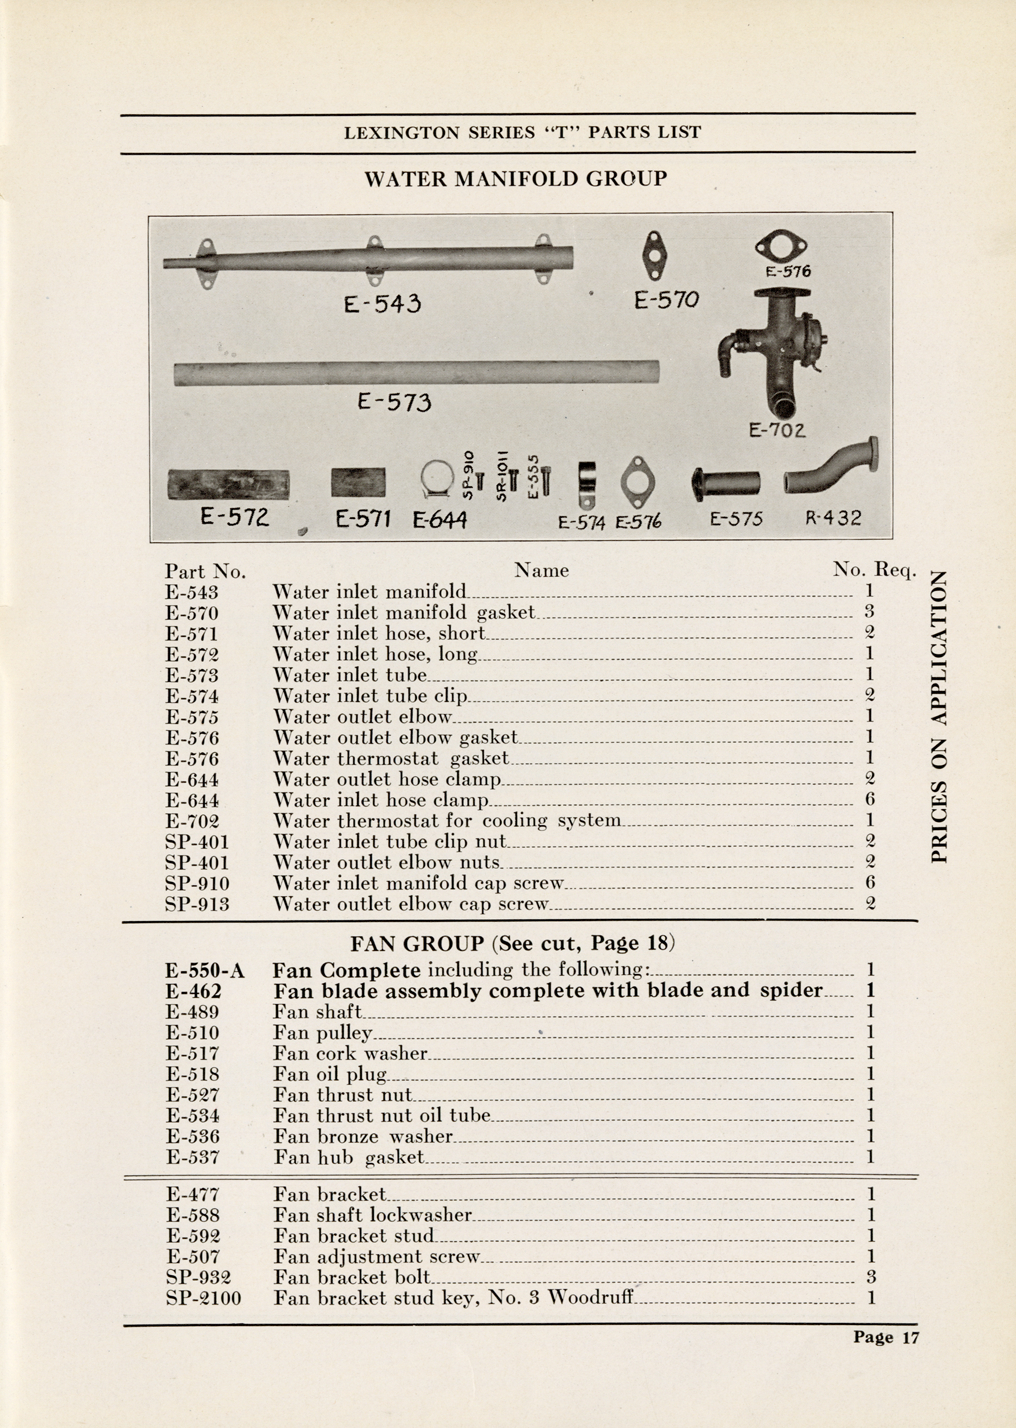 LEXINGTON SERIES “T” PARTS LIST
WATER MANIFOLD GROUP
E-543
E-570
E-576
E-573
E-702
E-572
E-571
E-644
SP-910
SR-1011
E-555
E-574
E-576
E-575
R-432
Part No. Name No. Req.
E-543 Water inlet manifold 1
E-570 Water inlet manifold gasket 3
E-571 Water inlet hose, short 2
E-572 Water inlet hose, long 1
E-573 Water inlet tube 1
E-574 Water inlet tube clip 2
E-575 Water outlet elbow 1
E-576 Water outlet elbow gasket 1
E-576 Water thermostat gasket 1
E-644 Water outlet hose clamp 2
E-644 Water inlet hose clamp 6
E-702 Water thermostat for cooling system 1
SP-401 Water inlet tube clip nut 2
SP-401 Water outlet elbow nuts 2
SP-910 Water inlet manifold cap screw 6
SP-913 Water outlet elbow cap screw 2
PRICES ON APPLICATION
FAN GROUP (See cut, Page 18)
E-550-A Fan Complete including the following: 1
E-462 Fan blade assembly complete with blade and spider 1
E-489 Fan shaft 1
E-510 Fan pulley 1
E-517 Fan cork washer 1
E-518 Fan oil plug 1
E-527 Fan thrust nut 1
E-534 Fan thrust nut oil tube 1
E-536 Fan bronze washer 1
E-537 Fan hub gasket 1
E-477 Fan bracket 1
E-588 Fan shaft lockwasher 1
E-592 Fan bracket stud 1
E-507 Fan adjustment screw 1
SP-932 Fan bracket bolt 3
SP-2100 Fan bracket stud key, No. 3 Woodruff 1
Page 17